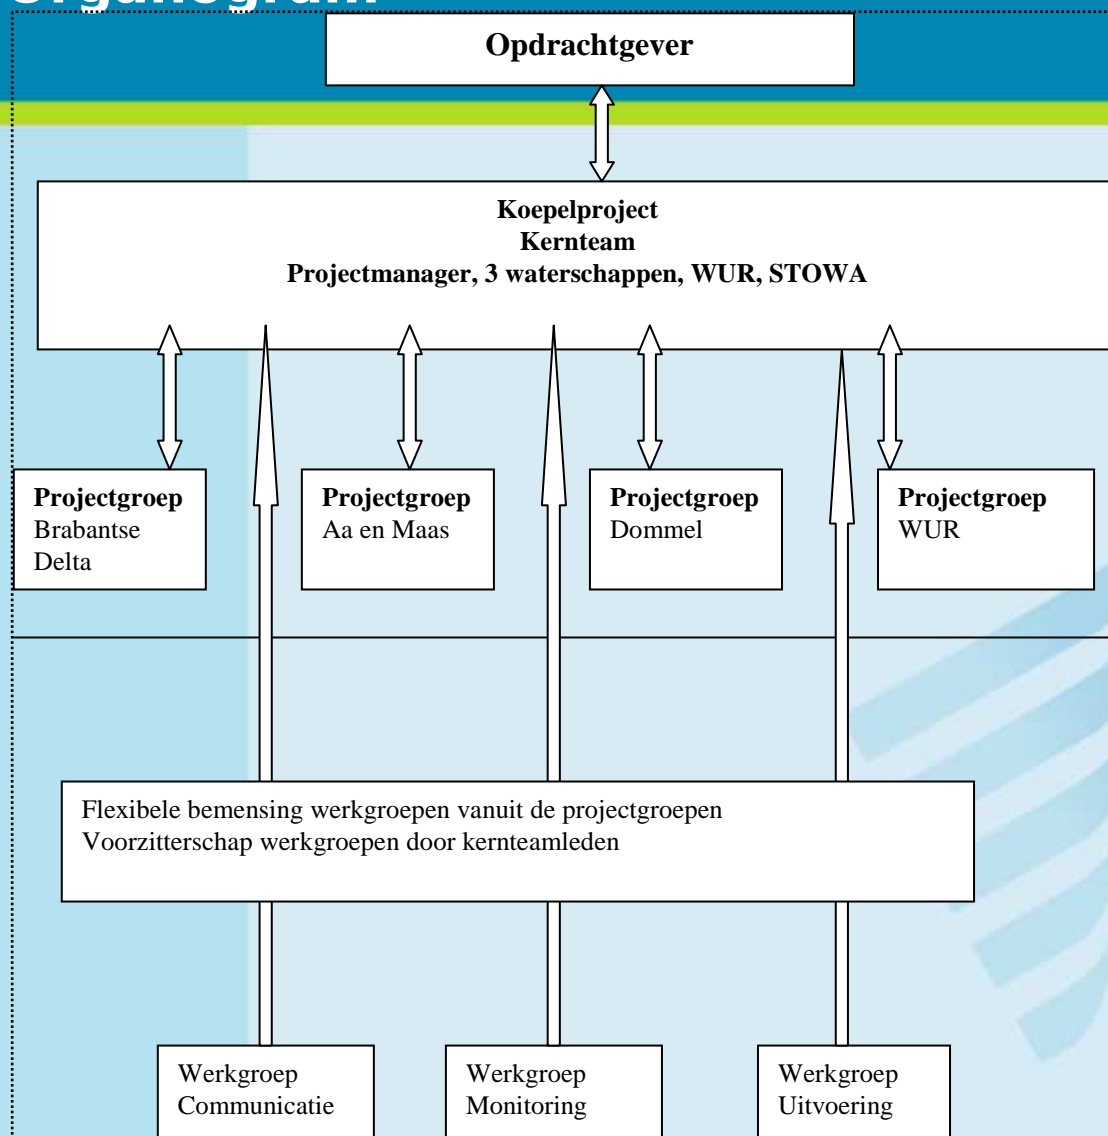 Organogram
Opdrachtgever
Koepelproject
Kernteam
Projectmanager, 3 waterschappen, WUR, STOWA
Projectgroep
Brabantse
Delta
Projectgroep
Aa en Maas
Projectgroep
Dommel
Projectgroep
WUR
Flexibele bemensing werkgroepen vanuit de projectgroepen
Voorzitterschap werkgroepen door kernteamleden
Werkgroep
Communicatie
Werkgroep
Monitoring
Werkgroep
Uitvoering